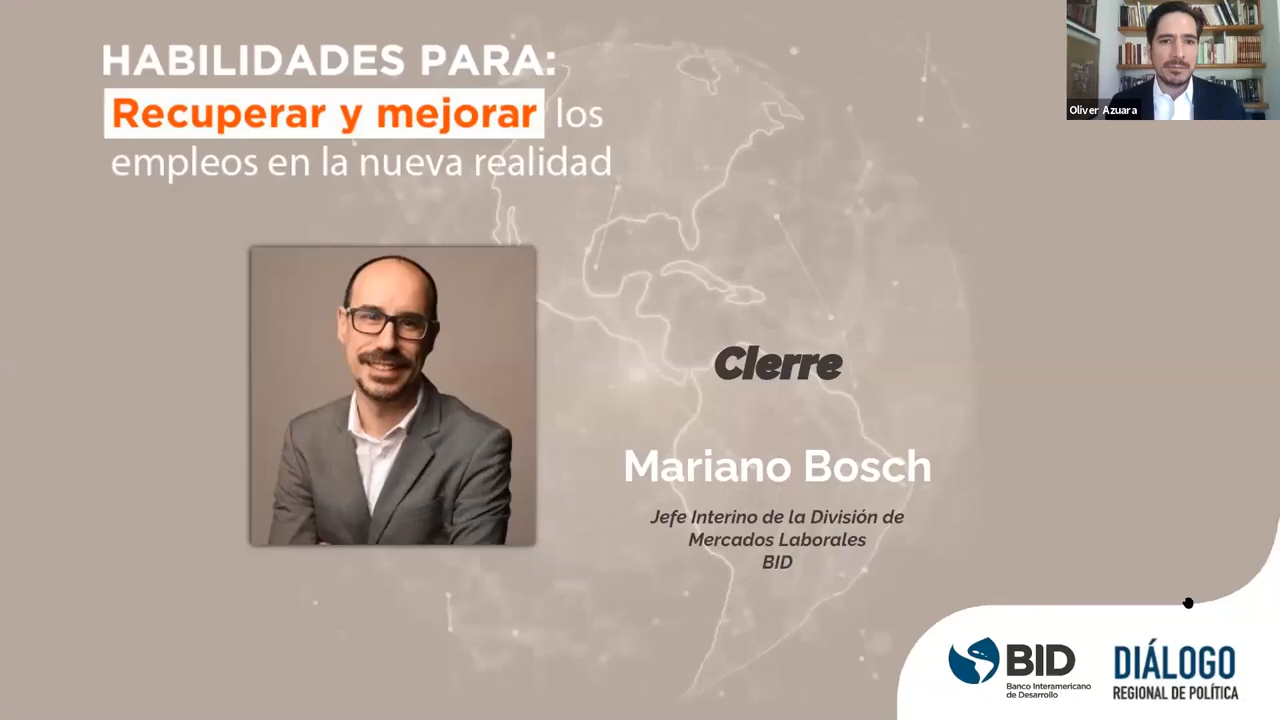 HABILIDADES PARA:
Recuperar y mejorar los
empleos en la nueva realidad
Oliver Azuara
Cierre
Mariano Bosch
Jefe Interino de la División de
Mercados Laborales
BID
BID
Banco Interamericano
de Desarrollo
DIÁLOGO
REGIONAL DE POLÍTICA